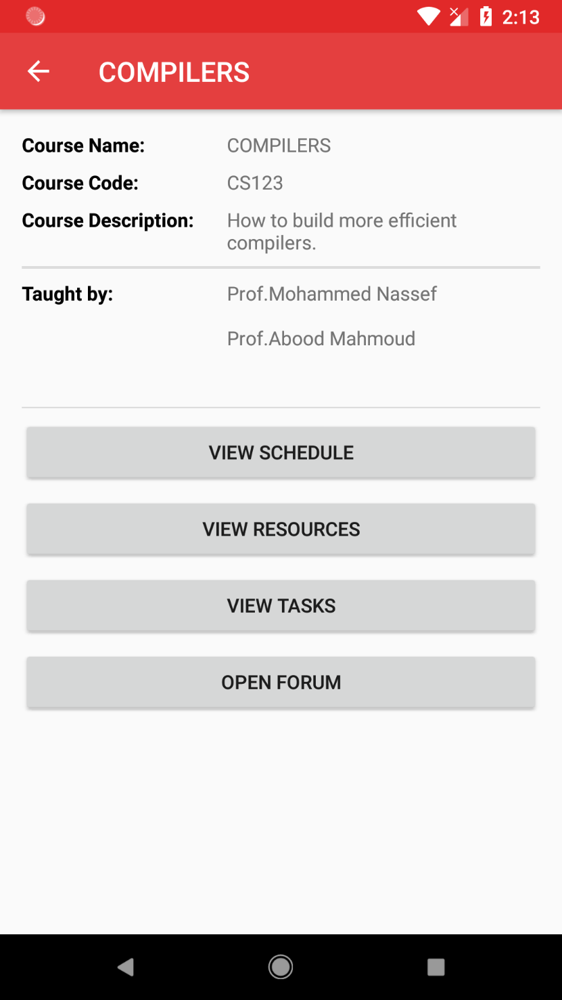 2:13
COMPILERS
Course Name: COMPILERS
Course Code: CS123
Course Description: How to build more efficient
compilers.
Taught by: Prof.Mohammed Nassef
Prof.Abood Mahmoud
VIEW SCHEDULE
VIEW RESOURCES
VIEW TASKS
OPEN FORUM